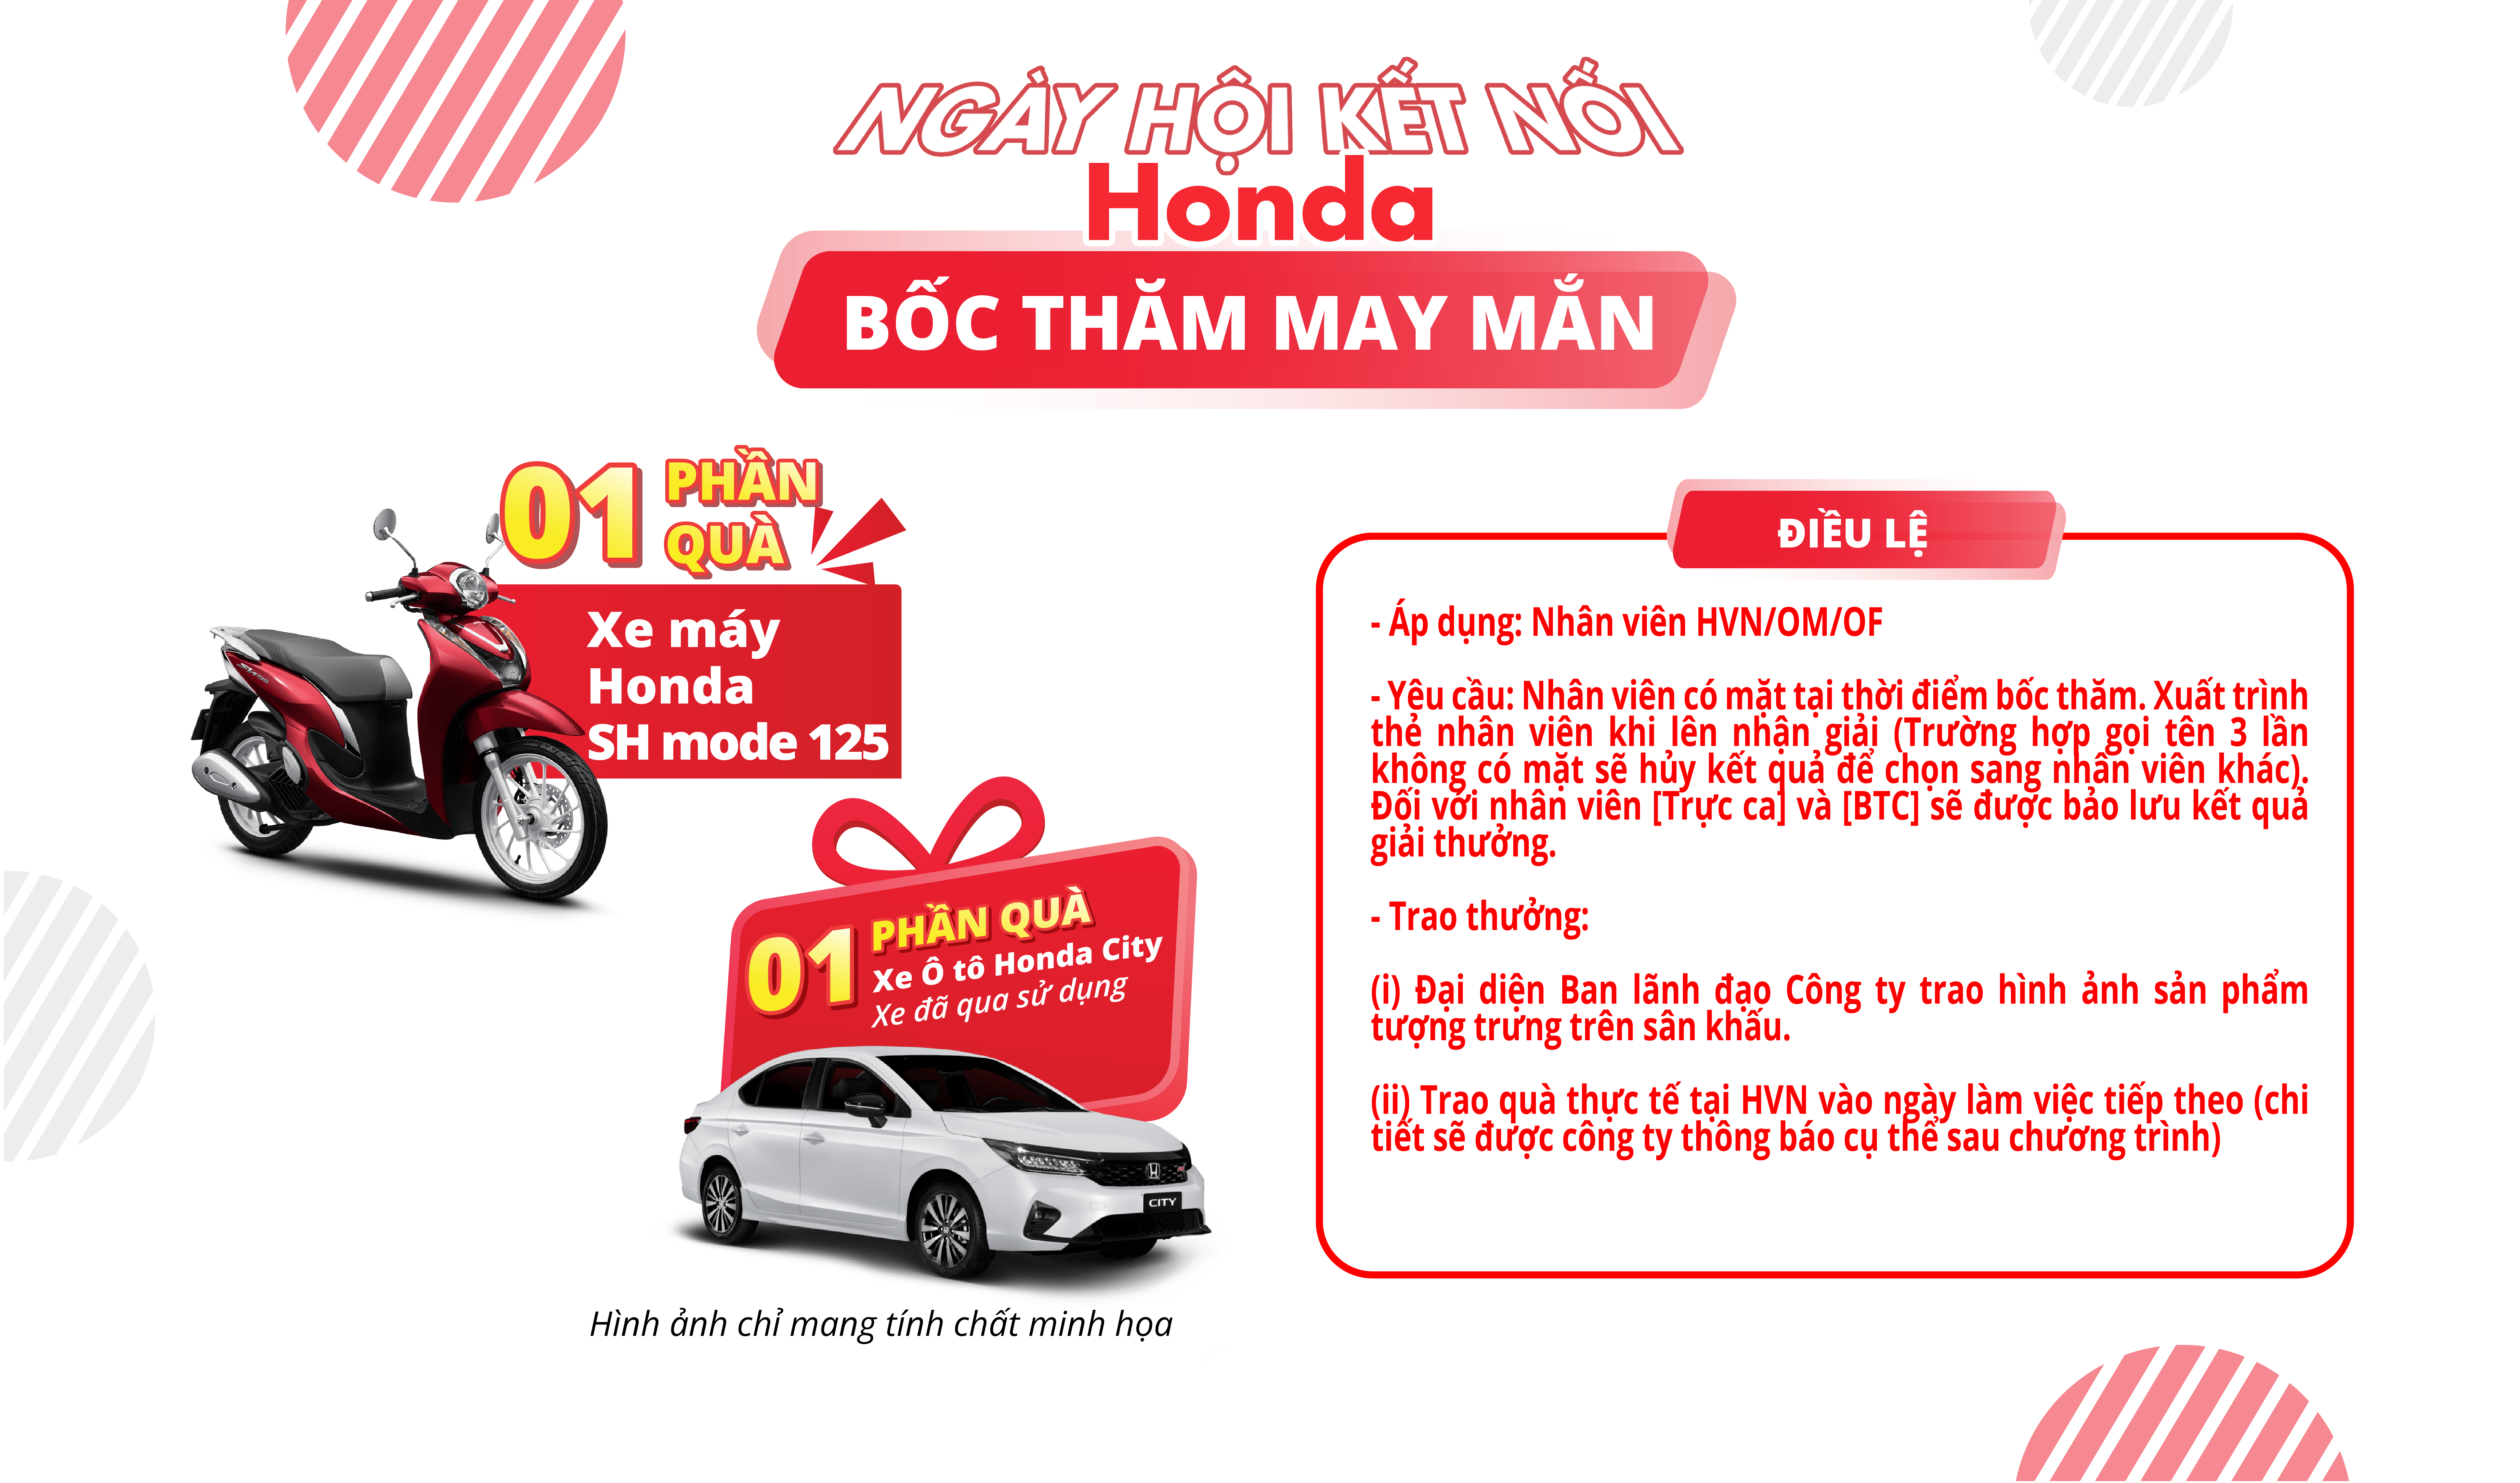 NGÀY HỘI KẾT NỐI
Honda
BỐC THĂM MAY MẮN
01 PHẦN
QUÀ
Xe máy
Honda
SH mode 125
01 PHẦN QUÀ
Xe Ô tô Honda City
Xe đã qua sử dụng
CITY
Hình ảnh chỉ mang tính chất minh họa
ĐIỀU LỆ
- Áp dụng: Nhân viên HVN/OM/OF
- Yêu cầu: Nhân viên có mặt tại thời điểm bốc thăm. Xuất trình
thẻ nhân viên khi lên nhận giải (Trường hợp gọi tên 3 lần
không có mặt sẽ hủy kết quả để chọn sang nhân viên khác).
Đối với nhân viên [Trực ca] và [BTC] sẽ được bảo lưu kết quả
giải thưởng.
- Trao thưởng:
(i) Đại diện Ban lãnh đạo Công ty trao hình ảnh sản phẩm
tượng trưng trên sân khấu.
(ii) Trao quà thực tế tại HVN vào ngày làm việc tiếp theo (chi
tiết sẽ được công ty thông báo cụ thể sau chương trình)